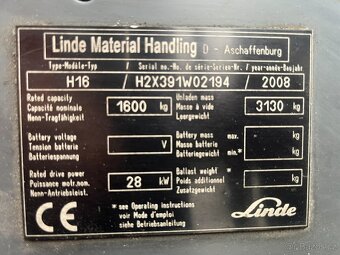 Linde Material Handling D - Aschaffenburg
Type-Modèle-Typ / Serial no.-No. de série-Serien-Nr. / year-année-Baujahr
H16 / H2X391W02194 / 2008
Rated capacity
Capacité nominale 1600 kg
Nenn-Tragfähigkeit
Unladen mass
Masse à vide 3130 kg
Leergewicht
Battery voltage
Tension batterie V
Batteriespannung
Battery mass max. kg
Masse batterie
Batteriegewicht min.* kg
Rated drive power
Puissance motr.nom. 28 kW
Nenn-Antriebsleist.
Ballast weight *
Poids additionnel kg
Zusatzgewicht
CE
* see Operating instructions
voir Mode d'emploi
siehe Betriebsanleitung
Linde